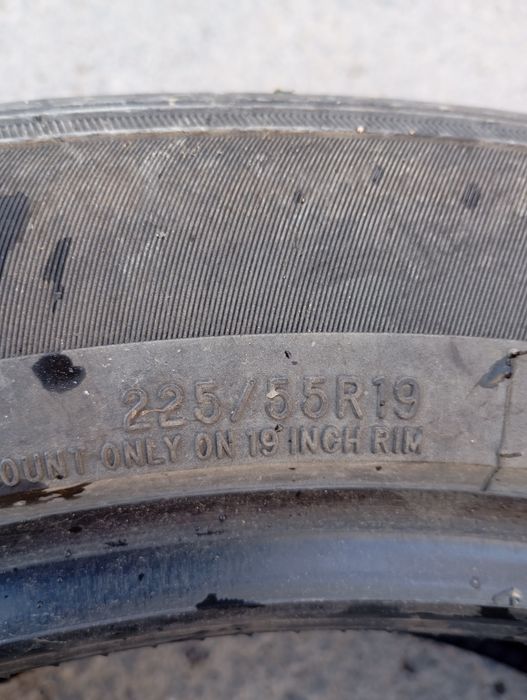 225/55R19
OUNT ONLY ON 19 INCH RIM